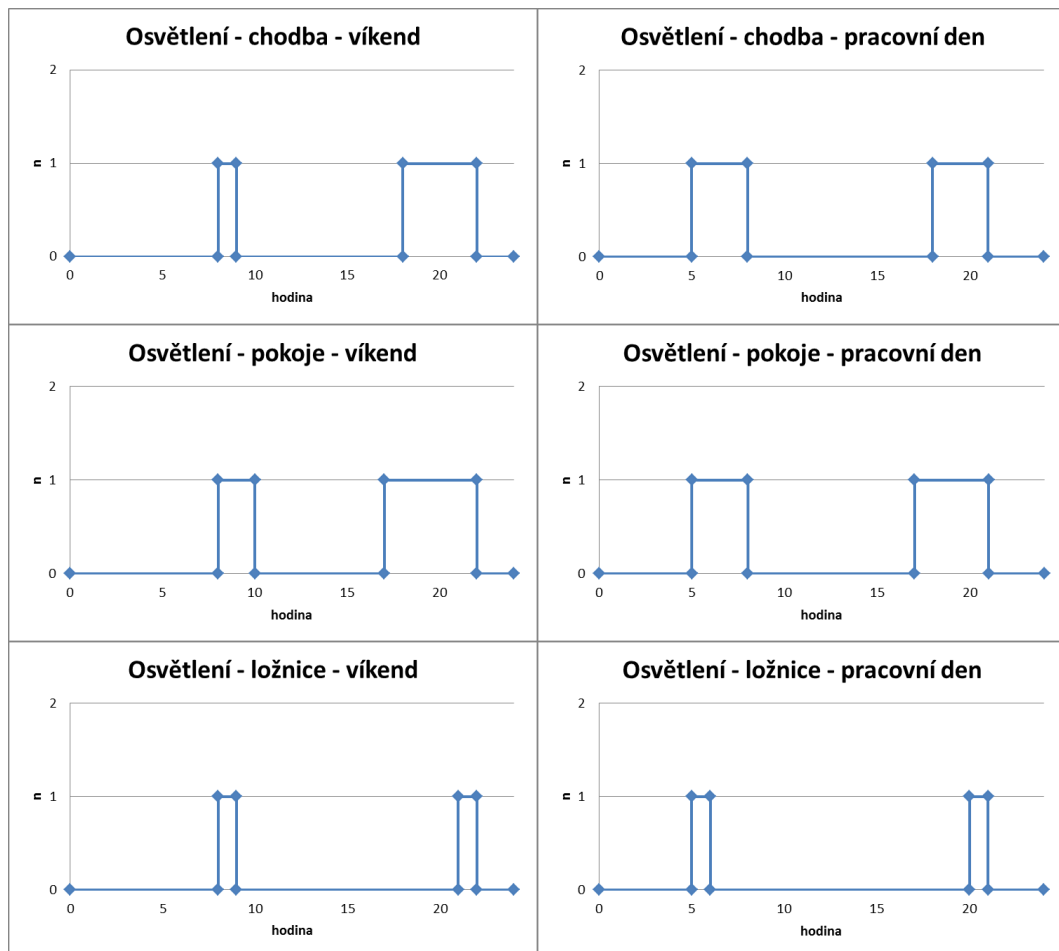 Osvětlení - chodba - víkend
2
n 1
0
0 5 10 15 20
hodina
Osvětlení - chodba - pracovní den
2
n 1
0
0 5 10 15 20
hodina
Osvětlení - pokoje - víkend
2
n 1
0
0 5 10 15 20
hodina
Osvětlení - pokoje - pracovní den
2
n 1
0
0 5 10 15 20
hodina
Osvětlení - ložnice - víkend
2
n 1
0
0 5 10 15 20
hodina
Osvětlení - ložnice - pracovní den
2
n 1
0
0 5 10 15 20
hodina